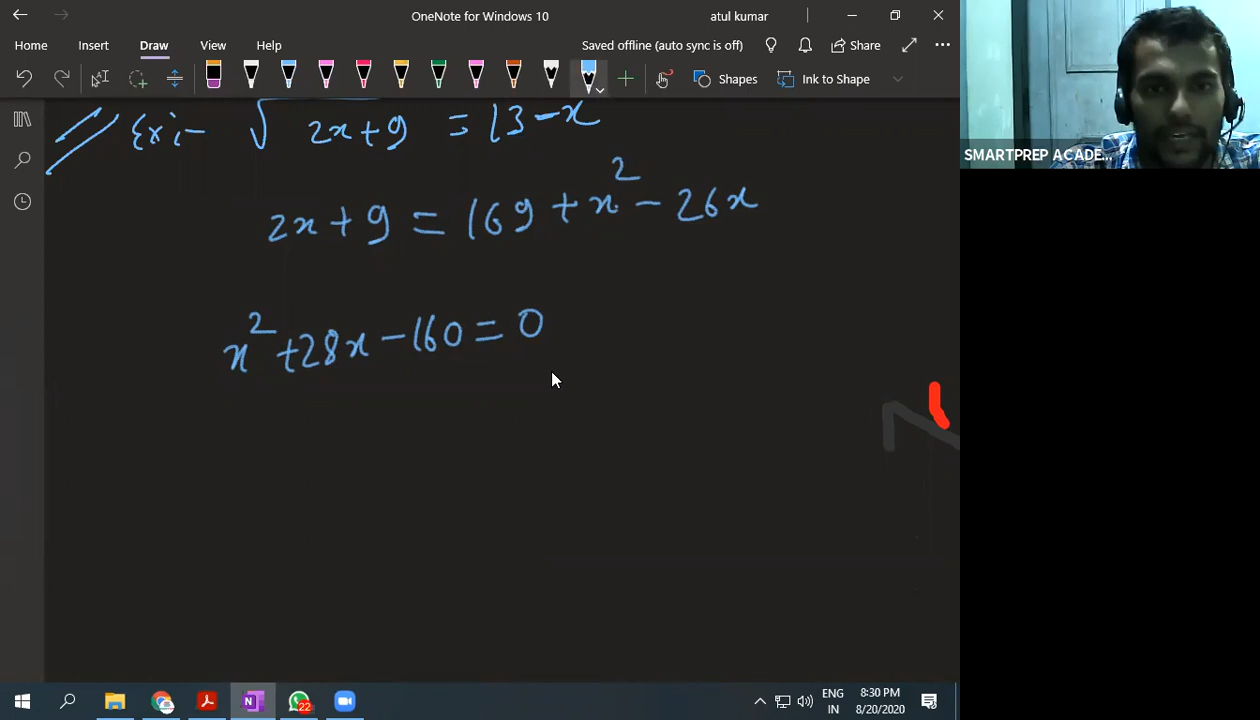 OneNote for Windows 10
atul kumar
Home Insert Draw View Help
Saved offline (auto sync is off)
Share
Shapes
Ink to Shape
Ex:- √ 2x+9 = 13-x
2x+9 = 169+x²-26x
x²+28x-160=0
SMARTPREP ACADE...
22
ENG
IN
8:30 PM
8/20/2020